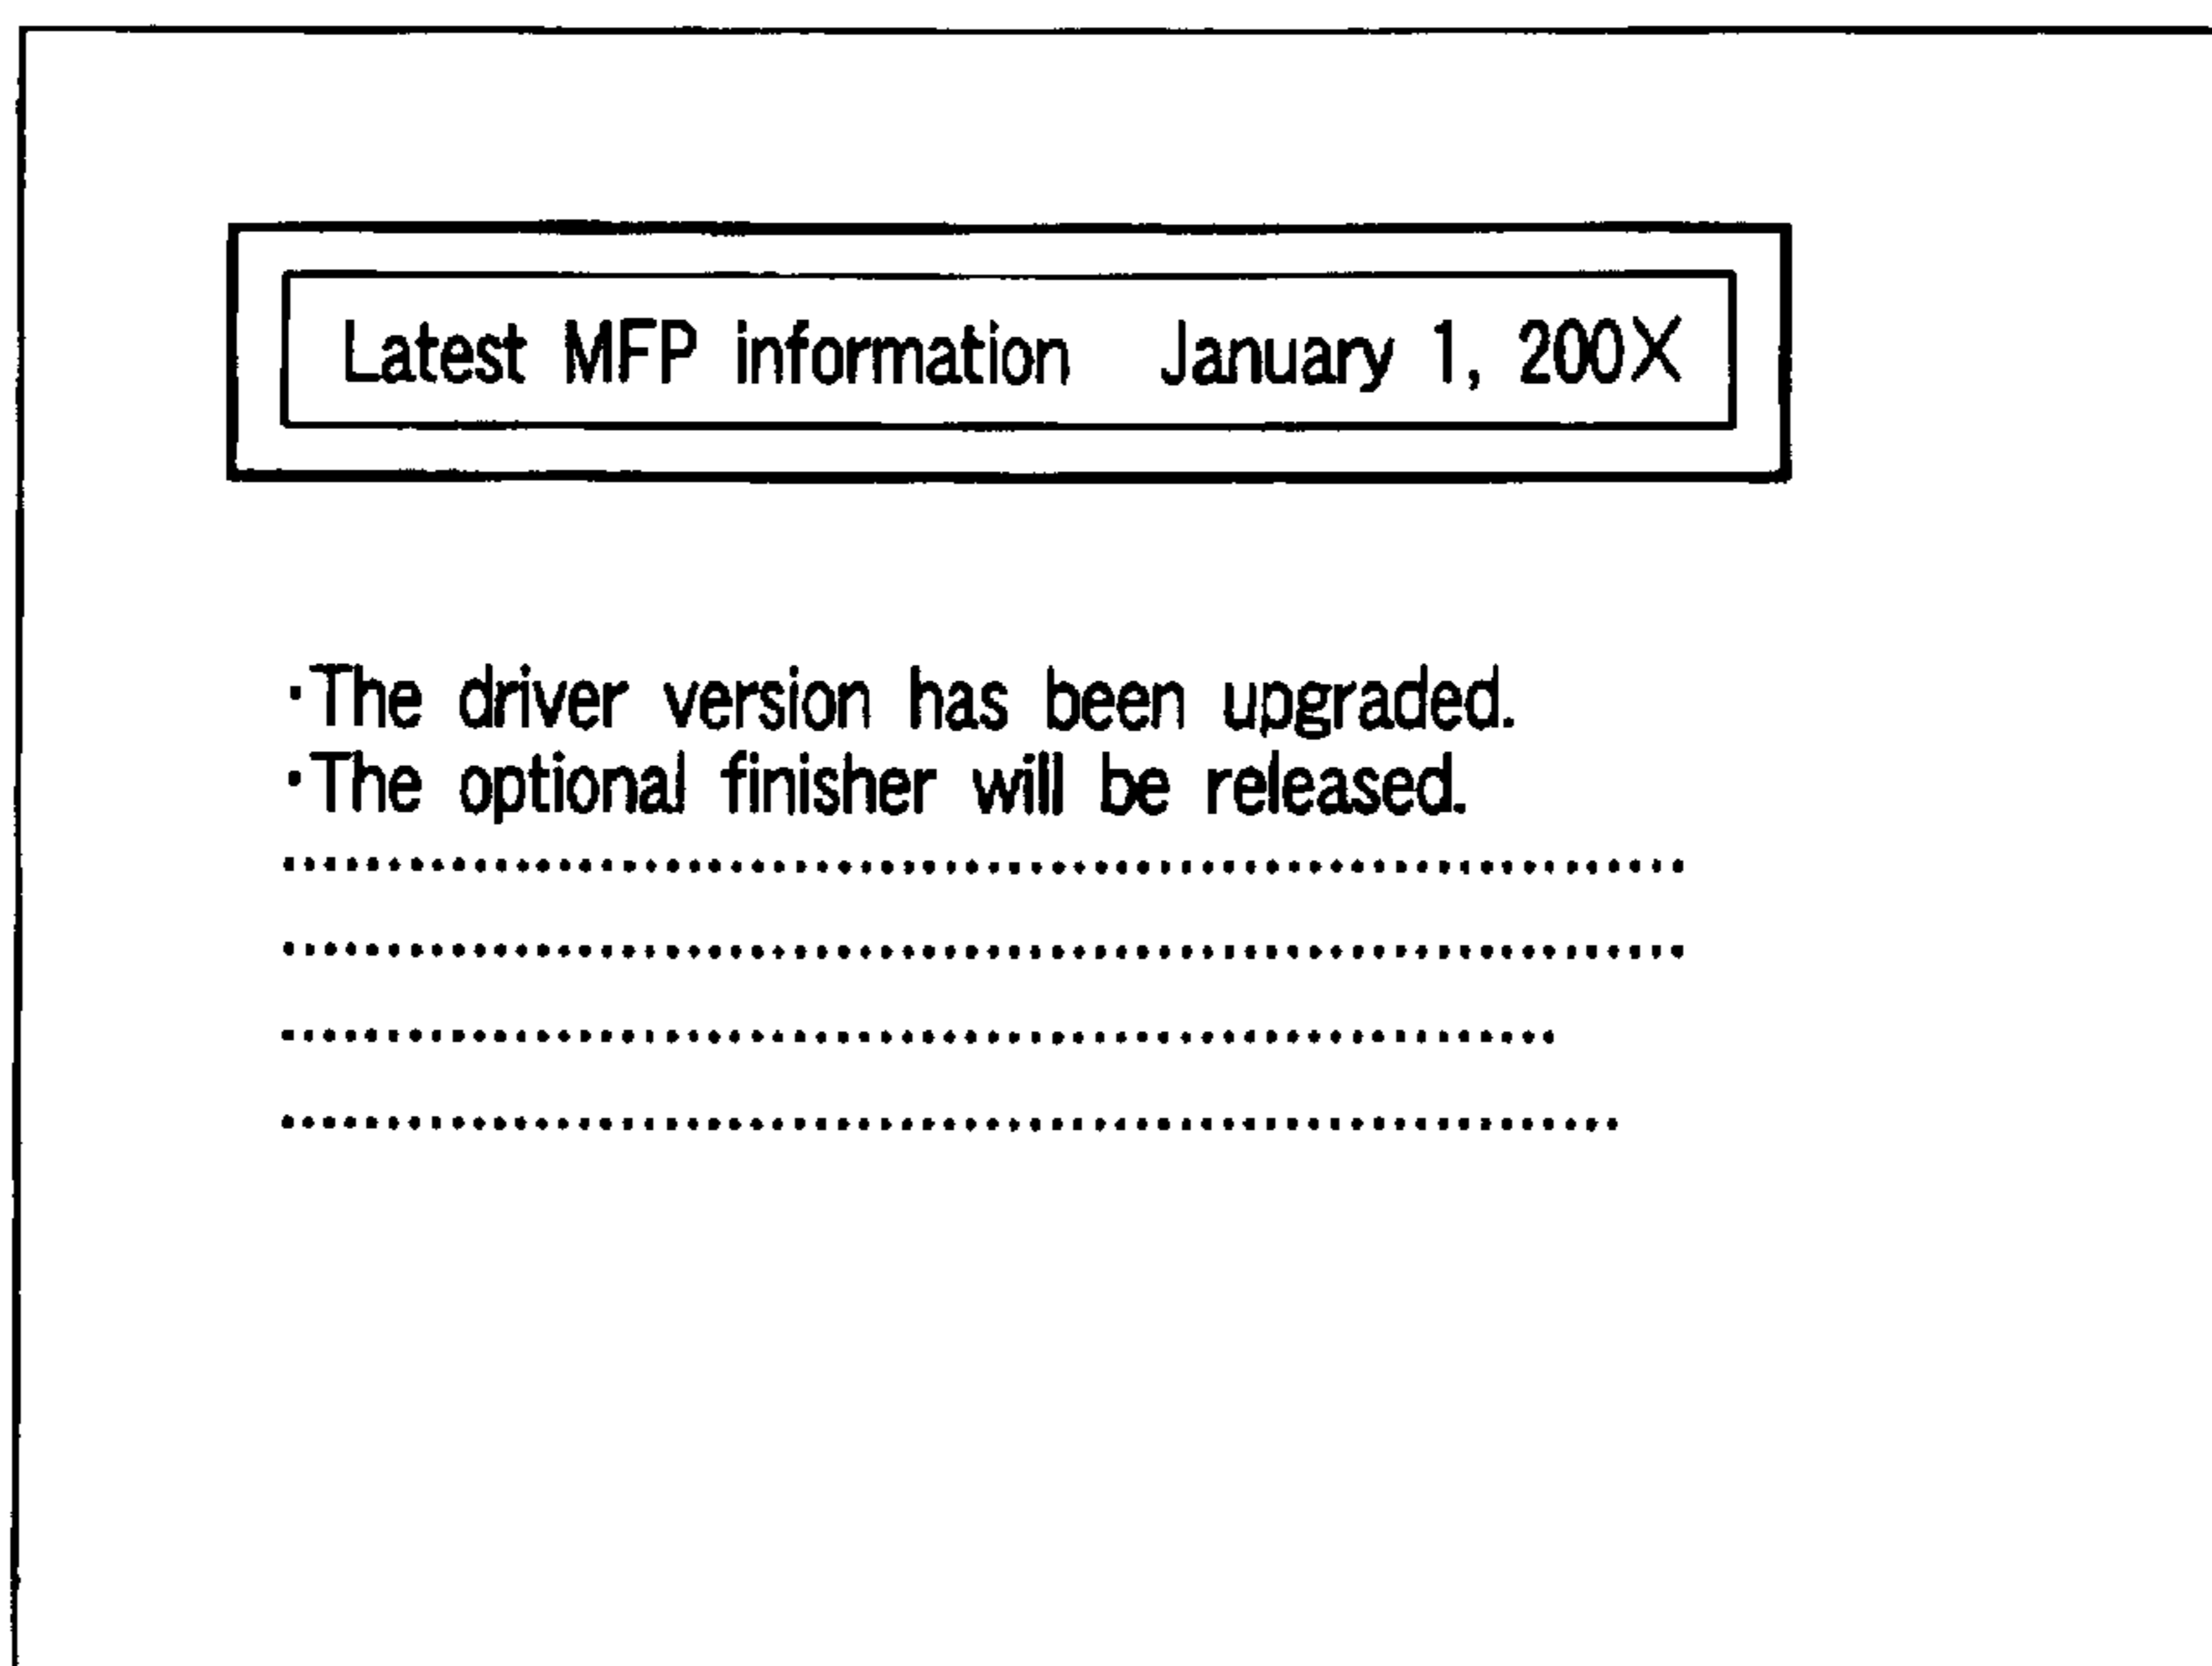 Latest MFP information January 1, 200X
·The driver version has been upgraded.
·The optional finisher will be released.